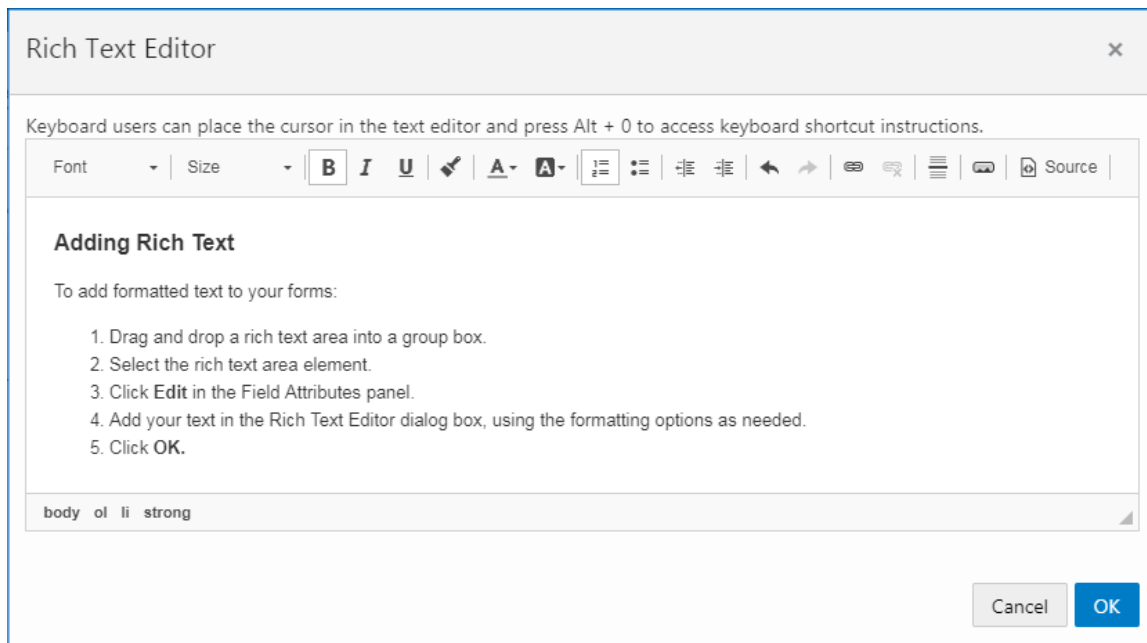 Rich Text Editor
Keyboard users can place the cursor in the text editor and press Alt + 0 to access keyboard shortcut instructions.
Font Size B I U A A Source
Adding Rich Text
To add formatted text to your forms:
1. Drag and drop a rich text area into a group box.
2. Select the rich text area element.
3. Click Edit in the Field Attributes panel.
4. Add your text in the Rich Text Editor dialog box, using the formatting options as needed.
5. Click OK.
body ol li strong
Cancel OK